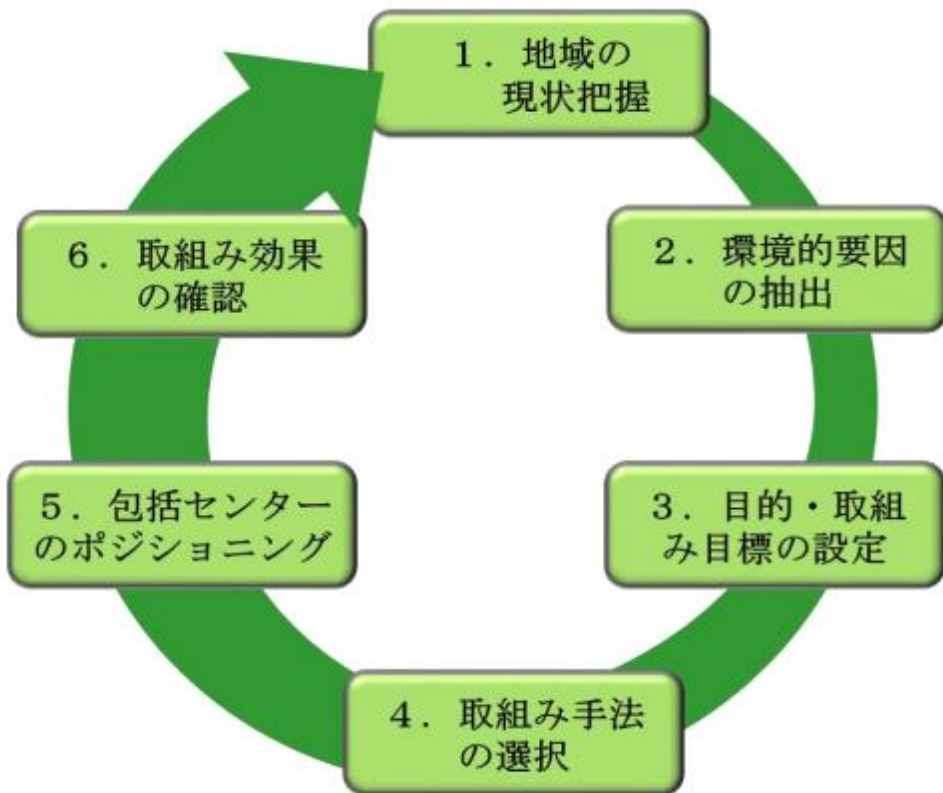 １．地域の
現状把握
２．環境的要因
の抽出
３．目的・取組
み目標の設定
４．取組み手法
の選択
５．包括センター
のポジショニング
６．取組み効果
の確認